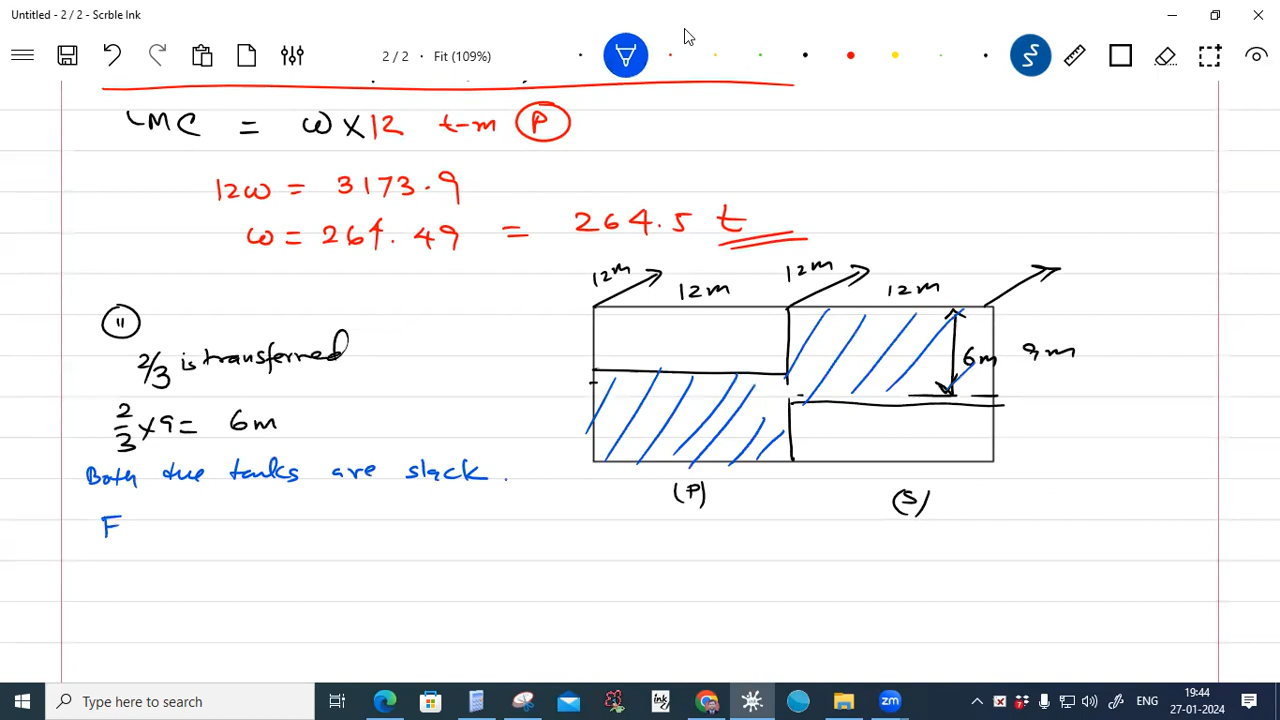 Untitled - 2 / 2 - Scrble Ink
2 / 2 • Fit (109%)
LMC = ω × 12 t-m (P)
12ω = 3173.9
ω = 264.49 = 264.5 t
12m 12m 12m 12m
(ii)
2/3 is transferred
6m 9m
2/3 × 9 = 6m
Both the tanks are slack.
(P) (S)
F
Type here to search
ENG
19:44
27-01-2024